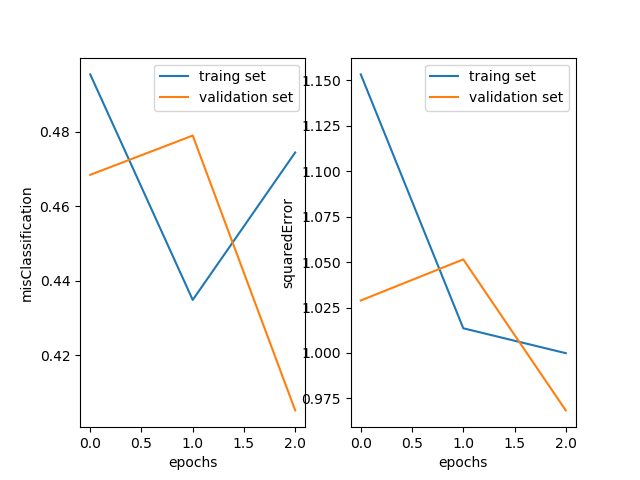 traing set
validation set
misClassification
0.48
0.46
0.44
0.42
0.0
0.5
1.0
1.5
2.0
epochs
traing set
validation set
squaredError
1.150
1.125
1.100
1.075
1.050
1.025
1.000
0.975
0.0
0.5
1.0
1.5
2.0
epochs